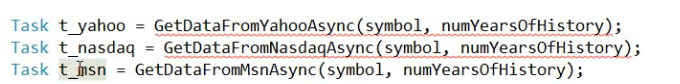 Task t_yahoo = GetDataFromYahooAsync(symbol, numYearsOfHistory);
Task t_nasdaq = GetDataFromNasdaqAsync(symbol, numYearsOfHistory);
Task t_msn = GetDataFromMsnAsync(symbol, numYearsOfHistory);